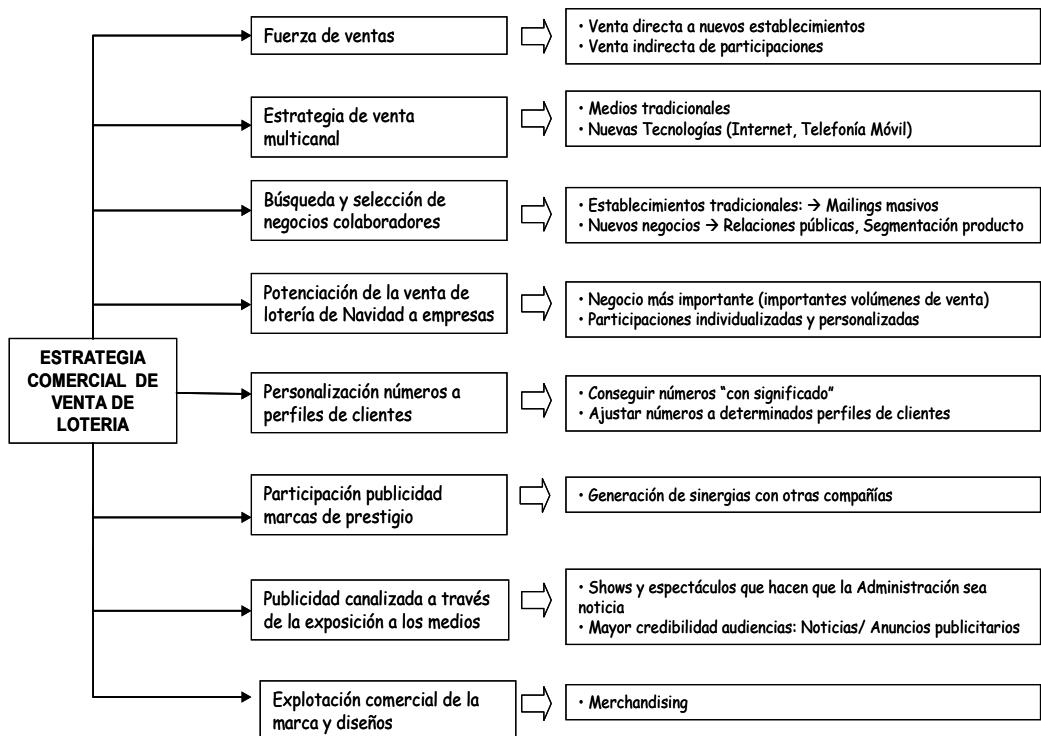 Fuerza de ventas
• Venta directa a nuevos establecimientos
• Venta indirecta de participaciones
Estrategia de venta
multicanal
• Medios tradicionales
• Nuevas Tecnologías (Internet, Telefonía Móvil)
Búsqueda y selección de
negocios colaboradores
• Establecimientos tradicionales: → Mailings masivos
• Nuevos negocios → Relaciones públicas, Segmentación producto
Potenciación de la venta de
lotería de Navidad a empresas
• Negocio más importante (importantes volúmenes de venta)
• Participaciones individualizadas y personalizadas
ESTRATEGIA
COMERCIAL DE
VENTA DE
LOTERIA
Personalización números a
perfiles de clientes
• Conseguir números “con significado”
• Ajustar números a determinados perfiles de clientes
Participación publicidad
marcas de prestigio
• Generación de sinergias con otras compañías
Publicidad canalizada a través
de la exposición a los medios
• Shows y espectáculos que hacen que la Administración sea
noticia
• Mayor credibilidad audiencias: Noticias/ Anuncios publicitarios
Explotación comercial de la
marca y diseños
• Merchandising